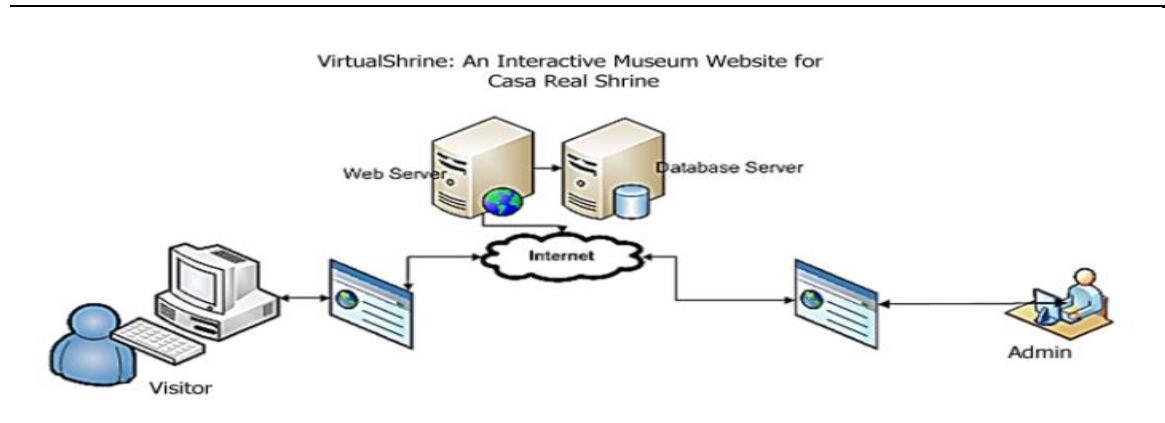 VirtualShrine: An Interactive Museum Website for
Casa Real Shrine
Web Server
Database Server
Internet
Visitor
Admin